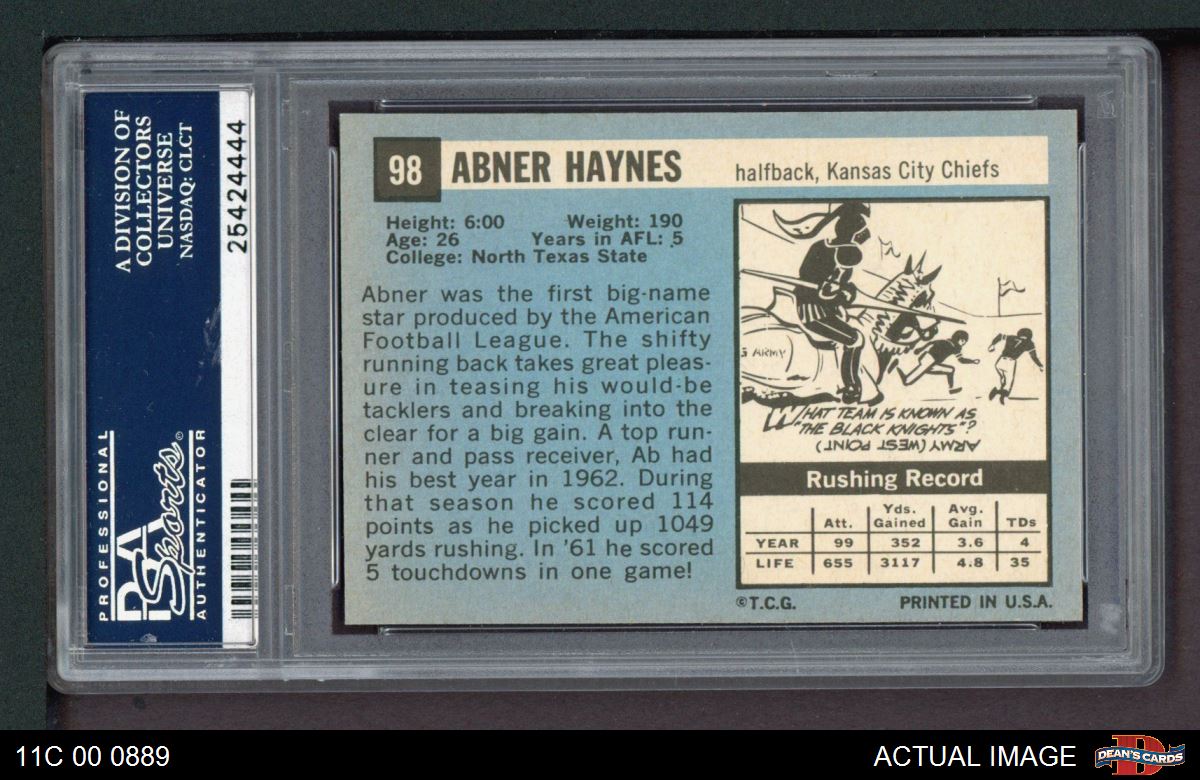 A DIVISION OF
COLLECTORS
UNIVERSE
NASDAQ: CLCT
PROFESSIONAL
PSA
Sports
AUTHENTICATOR
25424444
98 ABNER HAYNES halfback, Kansas City Chiefs
Height: 6:00 Weight: 190
Age: 26 Years in AFL: 5
College: North Texas State
Abner was the first big-name
star produced by the American
Football League. The shifty
running back takes great pleas-
ure in teasing his would-be
tacklers and breaking into the
clear for a big gain. A top run-
ner and pass receiver, Ab had
his best year in 1962. During
that season he scored 114
points as he picked up 1049
yards rushing. In '61 he scored
5 touchdowns in one game!
ARMY
WHAT TEAM IS KNOWN AS
"THE BLACK KNIGHTS"?
ARMY (WEST POINT)
Rushing Record
Att. Yds. Gained Avg. Gain TDs
YEAR 99 352 3.6 4
LIFE 655 3117 4.8 35
©T.C.G. PRINTED IN U.S.A.
11C 00 0889 ACTUAL IMAGE DEAN'S CARDS